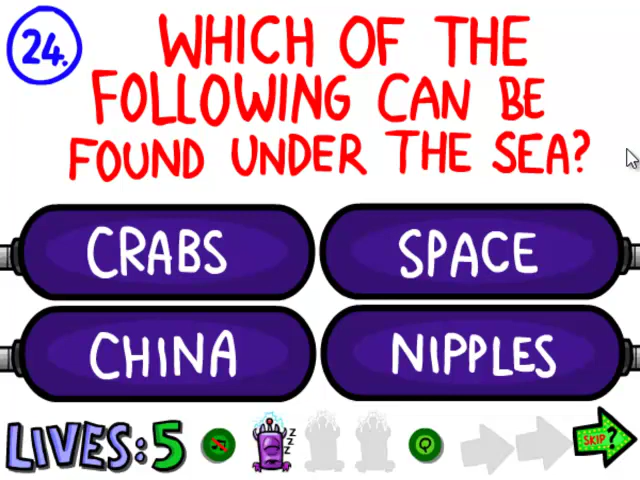 24.
WHICH OF THE
FOLLOWING CAN BE
FOUND UNDER THE SEA?
CRABS
SPACE
CHINA
NIPPLES
LIVES:5
Z
Z
Z
SKIP?